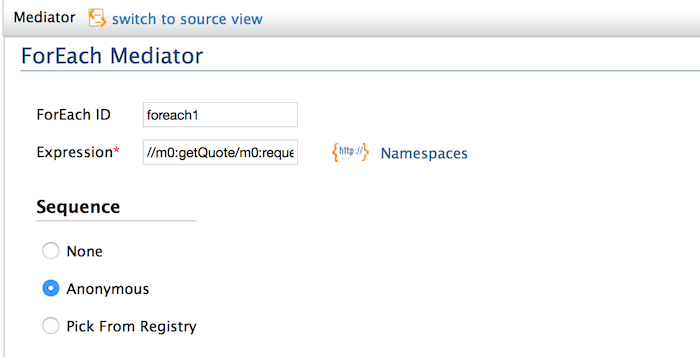 Mediator switch to source view
ForEach Mediator
ForEach ID foreach1
Expression* //m0:getQuote/m0:reque
{http://} Namespaces
Sequence
None
Anonymous
Pick From Registry